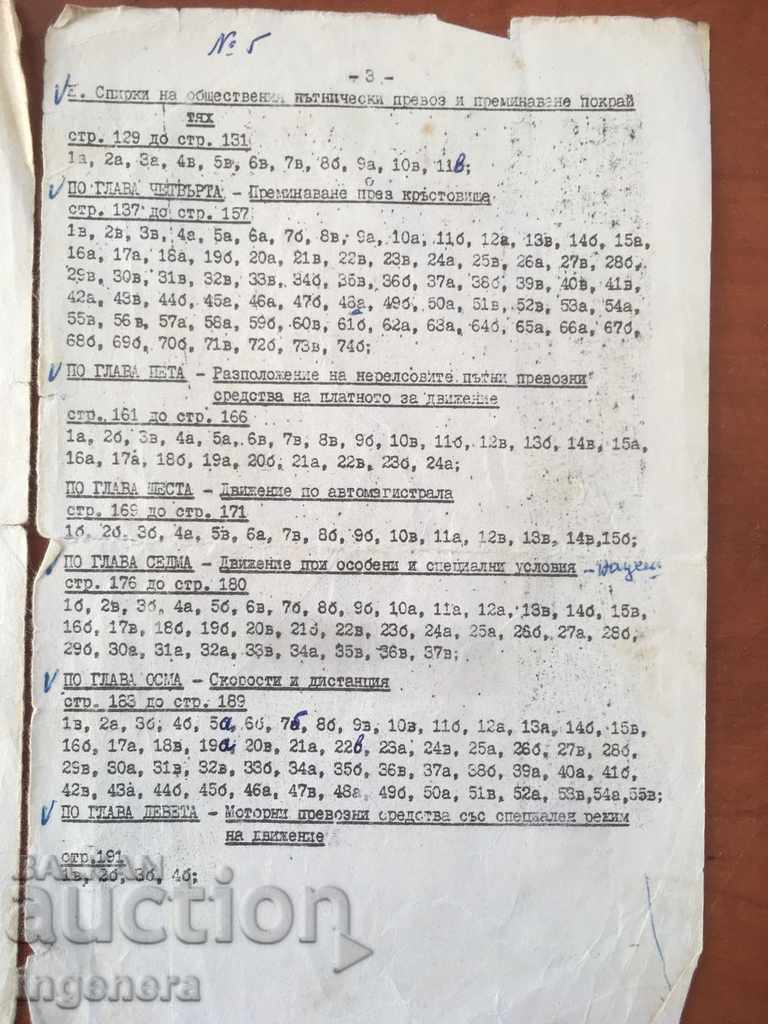 № 5
- 3 -
Спирки на обществения пътнически превоз и преминаване покрай
тях
стр. 129 до стр. 131
1а, 2а, 3а, 4в, 5в, 6в, 7в, 8б, 9а, 10в, 11в;
ПО ГЛАВА ЧЕТВЪРТА - Преминаване през кръстовища
стр. 137 до стр. 157
1в, 2в, 3в, 4а, 5а, 6а, 7б, 8в, 9а, 10а, 11б, 12а, 13в, 14б, 15а,
16а, 17а, 18а, 19б, 20а, 21в, 22в, 23в, 24а, 25в, 26а, 27в, 28б,
29в, 30в, 31в, 32в, 33в, 34б, 35в, 36б, 37а, 38б, 39в, 40в, 41в,
42а, 43в, 44б, 45а, 46а, 47б, 48а, 49б, 50а, 51в, 52в, 53а, 54а,
55в, 56в, 57а, 58а, 59б, 60в, 61б, 62а, 63а, 64б, 65а, 66а, 67б,
68б, 69б, 70б, 71в, 72б, 73в, 74б;
ПО ГЛАВА ПЕТА - Разположение на нерелсовите пътни превозни
средства на платното за движение
стр. 161 до стр. 166
1а, 2б, 3в, 4а, 5а, 6в, 7в, 8в, 9б, 10в, 11б, 12в, 13б, 14в, 15а,
16а, 17а, 18б, 19а, 20б, 21а, 22в, 23б, 24а;
ПО ГЛАВА ШЕСТА - Движение по автомагистрала
стр. 169 до стр. 171
1б, 2б, 3б, 4а, 5в, 6а, 7в, 8б, 9б, 10в, 11а, 12в, 13в, 14в,15б;
ПО ГЛАВА СЕДМА - Движение при особени и специални условия
стр. 176 до стр. 180
1б, 2в, 3б, 4а, 5б, 6в, 7б, 8б, 9б, 10а, 11а, 12а, 13в, 14б, 15в,
16б, 17в, 18б, 19б, 20в, 21б, 22в, 23б, 24а, 25а, 26б, 27а, 28б,
29б, 30а, 31а, 32а, 33в, 34а, 35в, 36в, 37в;
ПО ГЛАВА ОСМА - Скорости и дистанция
стр. 183 до стр. 189
1в, 2а, 3б, 4б, 5а, 6б, 7б, 8б, 9в, 10в, 11б, 12а, 13а, 14б, 15в,
16б, 17а, 18в, 19а, 20в, 21а, 22в, 23а, 24в, 25а, 26б, 27в, 28б,
29в, 30а, 31в, 32в, 33б, 34а, 35б, 36в, 37а, 38б, 39а, 40а, 41б,
42в, 43а, 44б, 45б, 46а, 47в, 48а, 49б, 50а, 51в, 52а, 53в,54а,55в;
ПО ГЛАВА ДЕВЕТА - Моторни превозни средства със специален режим
на движение
стр.191
1в, 2б, 3б, 4б;
BALKAN
auction
ingenera